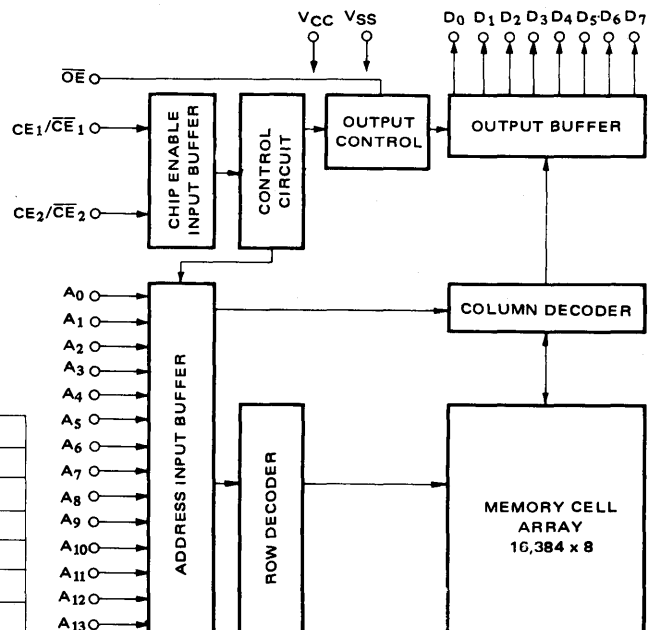 VCC VSS D0 D1 D2 D3 D4 D5 D6 D7
OE
CE1/CE1
CE2/CE2
CHIP ENABLE
INPUT BUFFER
CONTROL
CIRCUIT
OUTPUT
CONTROL
OUTPUT BUFFER
A0
A1
A2
A3
A4
A5
A6
A7
A8
A9
A10
A11
A12
A13
ADDRESS INPUT BUFFER
ROW DECODER
COLUMN DECODER
MEMORY CELL
ARRAY
16,384 x 8